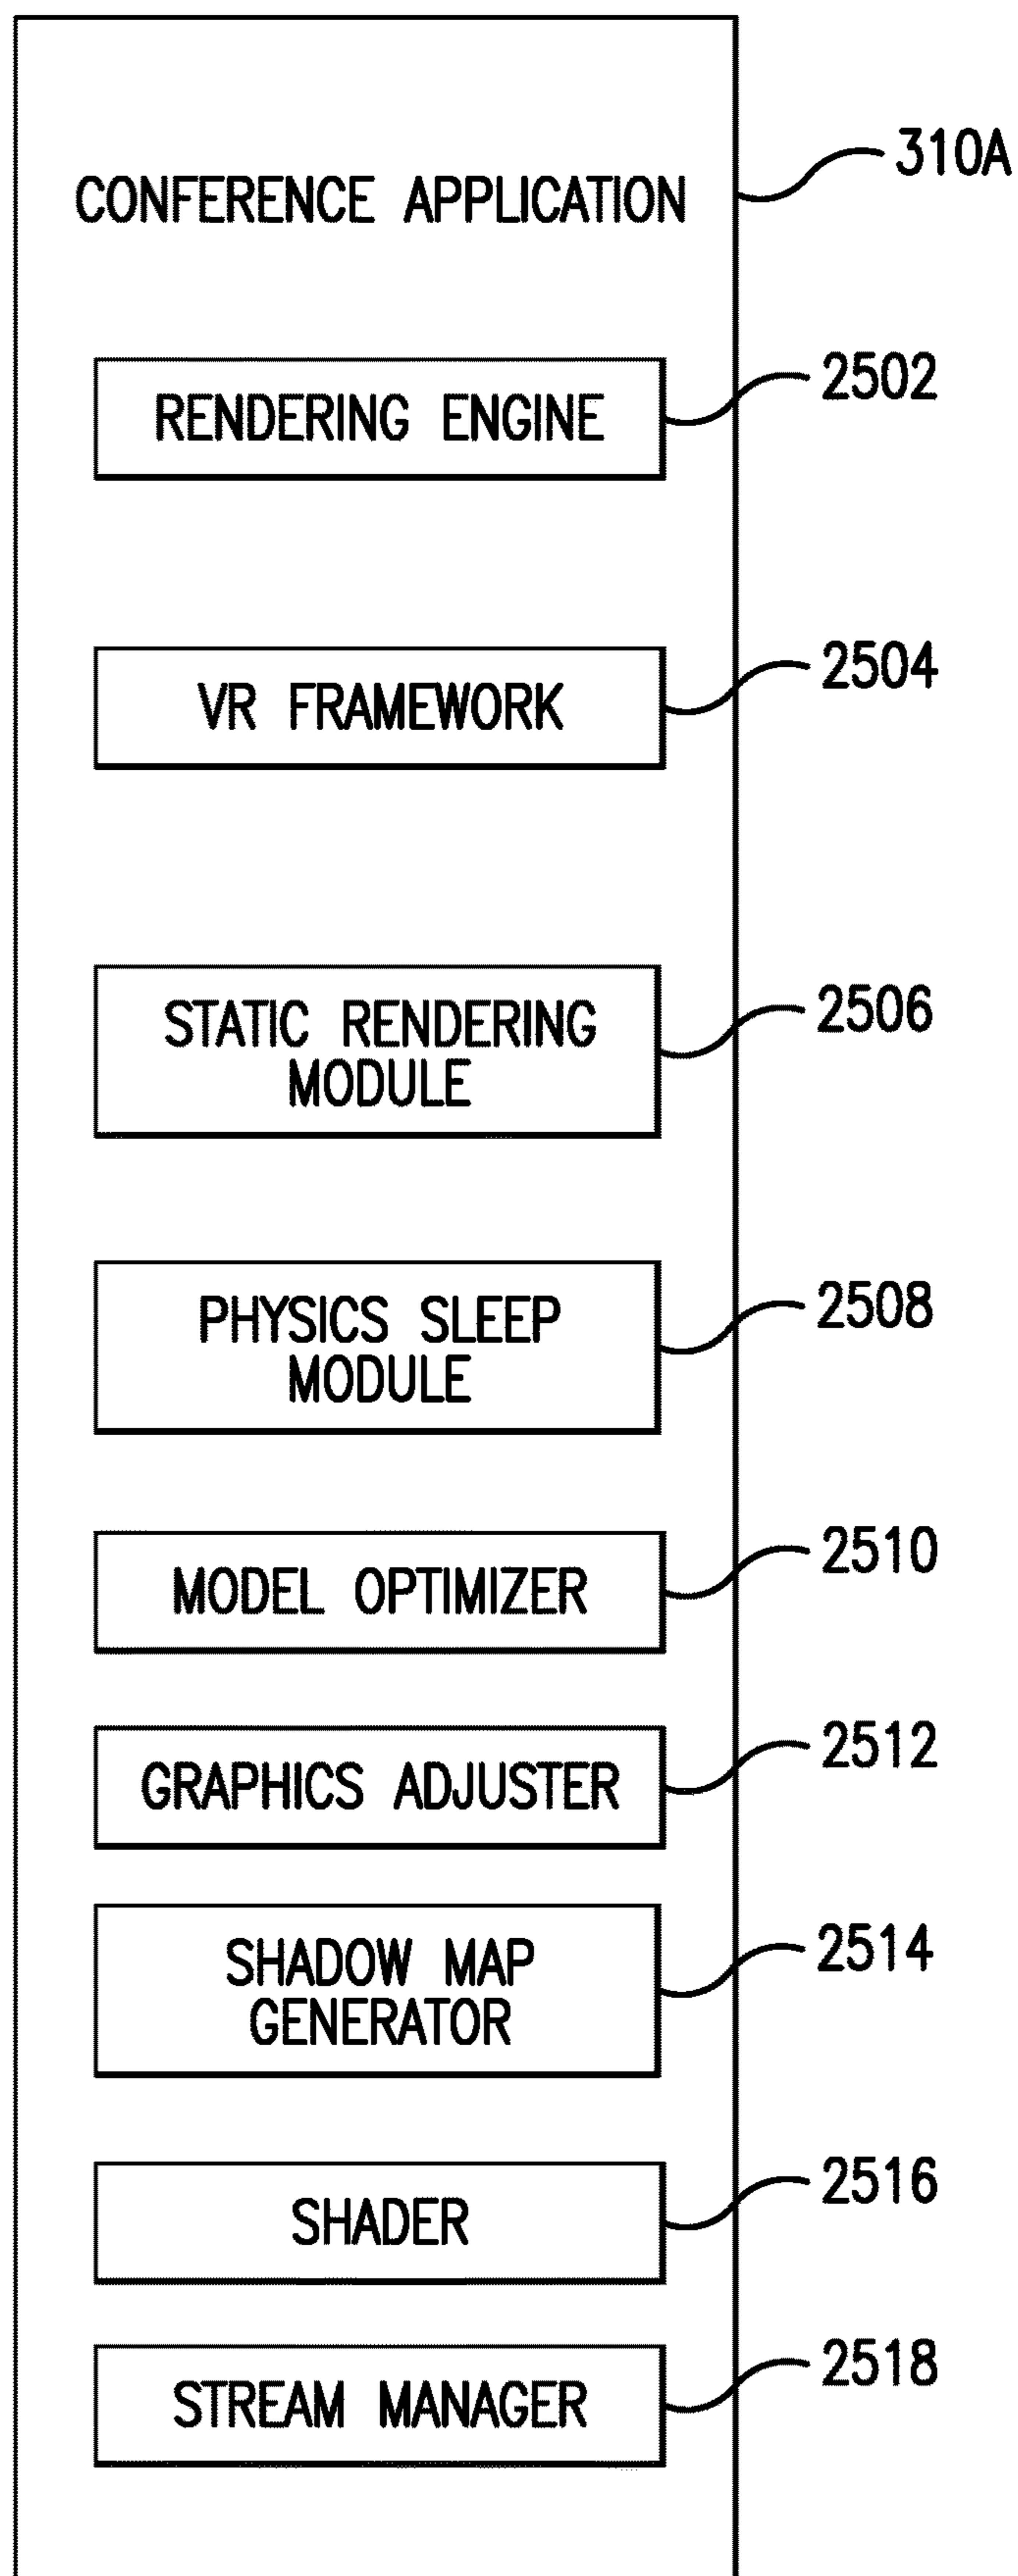 310A
CONFERENCE APPLICATION
2502
RENDERING ENGINE
2504
VR FRAMEWORK
2506
STATIC RENDERING
MODULE
2508
PHYSICS SLEEP
MODULE
2510
MODEL OPTIMIZER
2512
GRAPHICS ADJUSTER
2514
SHADOW MAP
GENERATOR
2516
SHADER
2518
STREAM MANAGER